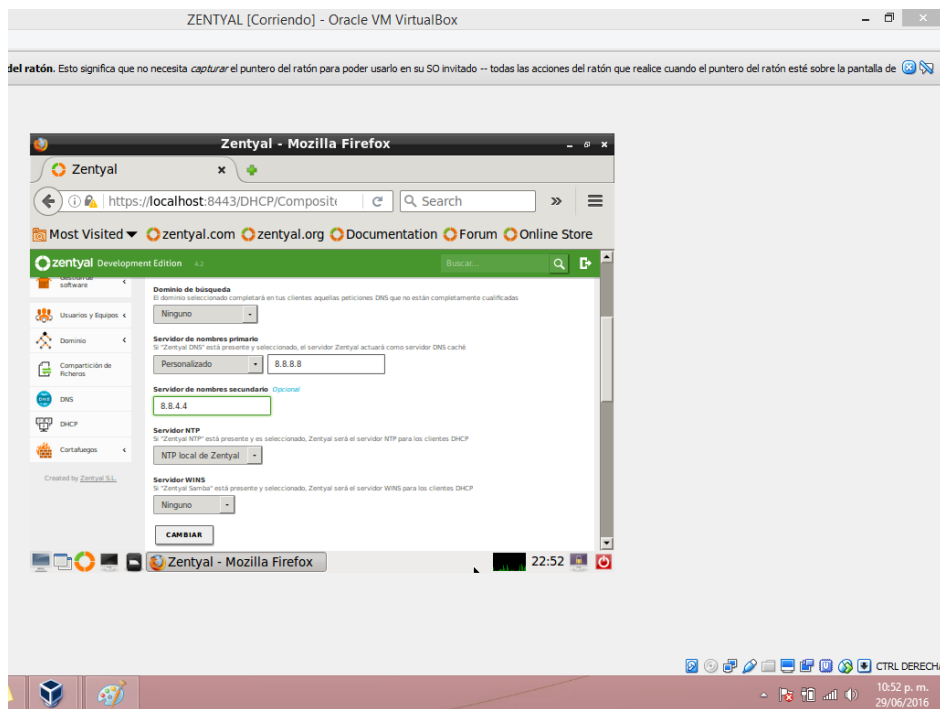 ZENTYAL [Corriendo] - Oracle VM VirtualBox
del ratón. Esto significa que no necesita capturar el puntero del ratón para poder usarlo en su SO invitado -- todas las acciones del ratón que realice cuando el puntero del ratón esté sobre la pantalla de
Zentyal - Mozilla Firefox
Zentyal
https://localhost:8443/DHCP/Composite
Search
Most Visited
zentyal.com
zentyal.org
Documentation
Forum
Online Store
zentyal Development Edition 4.2
Buscar...
Gestión de software
Usuarios y Equipos
Dominio
Compartición de Ficheros
DNS
DHCP
Cortafuegos
Created by Zentyal S.L.
Dominio de búsqueda
El dominio seleccionado completará en tus clientes aquellas peticiones DNS que no están completamente cualificadas
Ninguno
Servidor de nombres primario
Si "Zentyal DNS" está presente y seleccionado, el servidor Zentyal actuará como servidor DNS caché
Personalizado
8.8.8.8
Servidor de nombres secundario Opcional
8.8.4.4
Servidor NTP
Si "Zentyal NTP" está presente y es seleccionado, Zentyal será el servidor NTP para los clientes DHCP
NTP local de Zentyal
Servidor WINS
Si "Zentyal Samba" está presente y seleccionado, Zentyal será el servidor WINS para los clientes DHCP
Ninguno
CAMBIAR
Zentyal - Mozilla Firefox
22:52
CTRL DERECHA
10:52 p. m.
29/06/2016